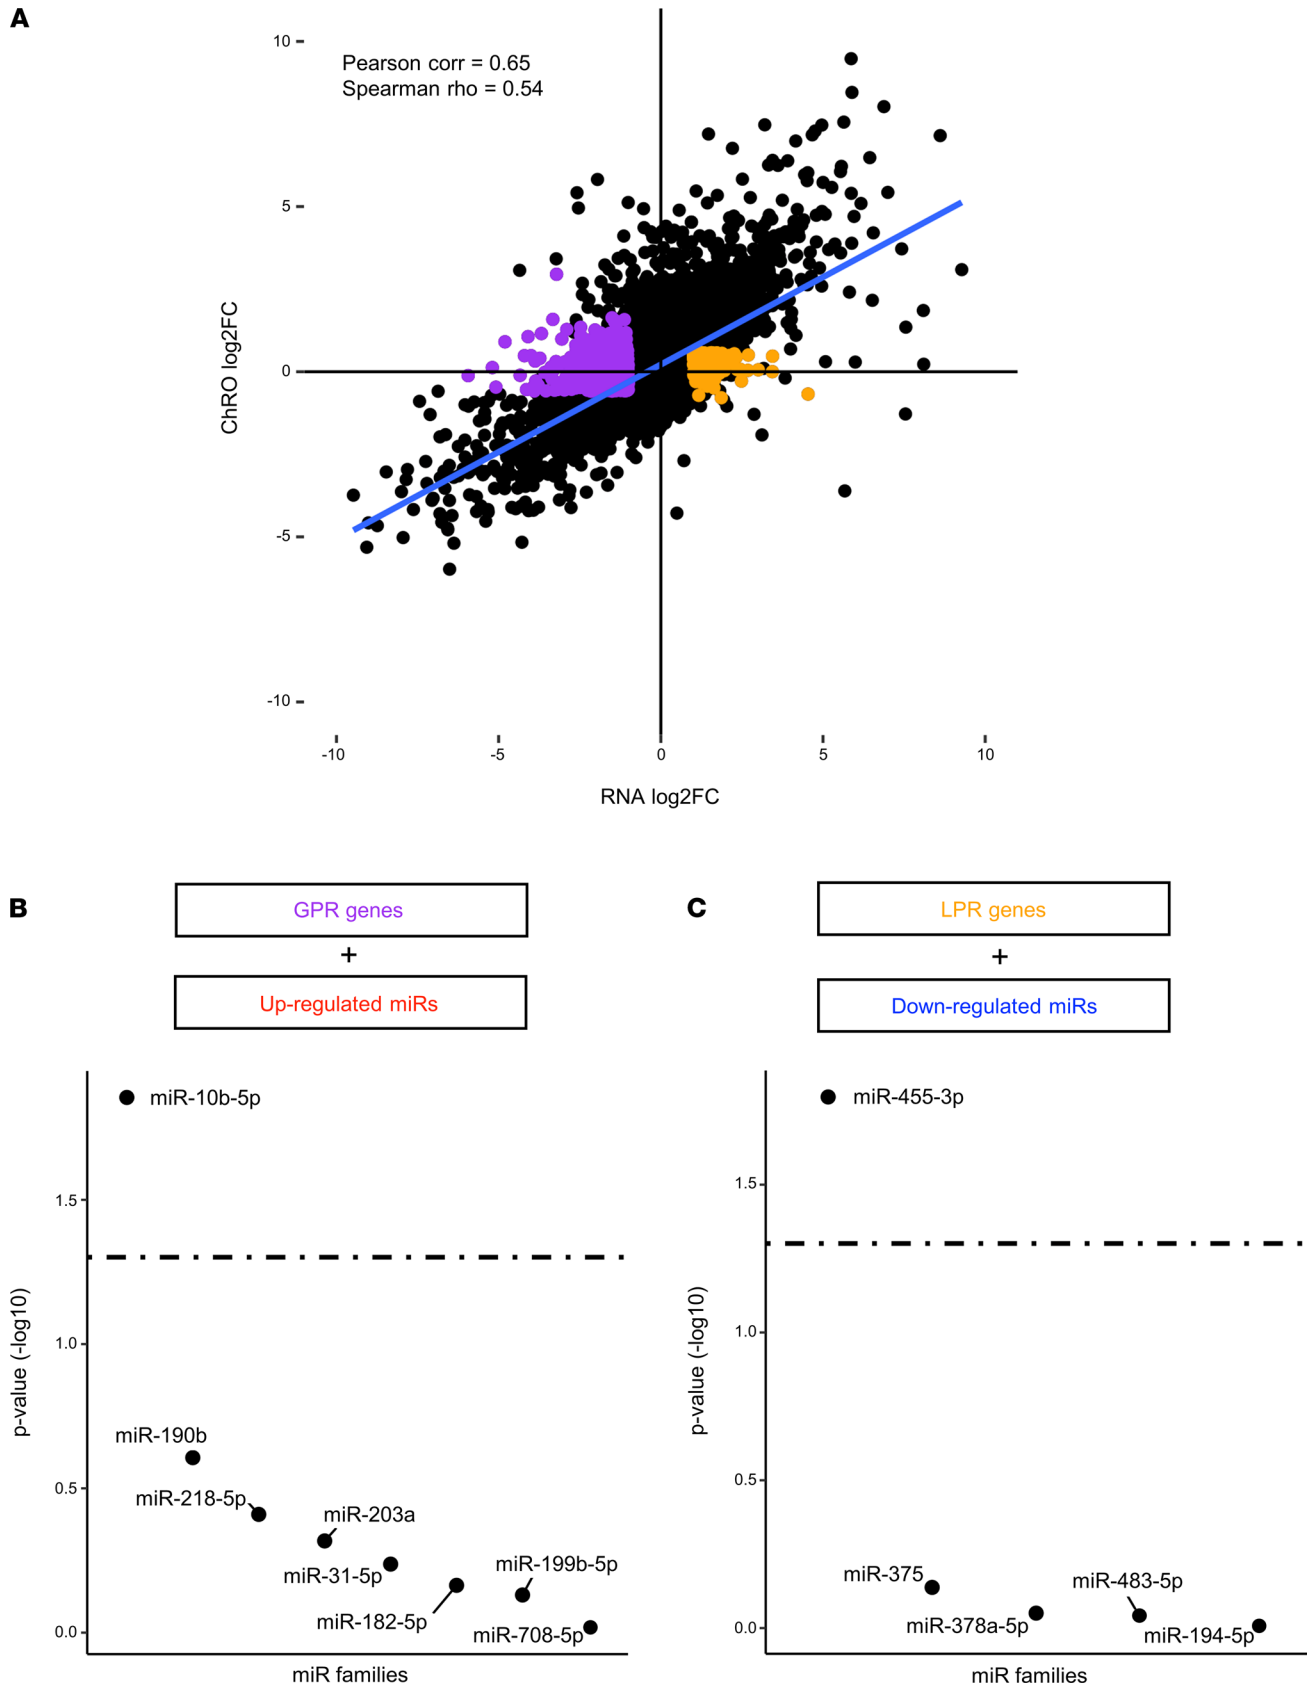 A
10
Pearson corr = 0.65
Spearman rho = 0.54
5
ChRO log2FC
0
-5
-10
-10 -5 0 5 10
RNA log2FC
B
GPR genes
+
Up-regulated miRs
miR-10b-5p
1.5
1.0
p-value (-log10)
miR-190b
0.5
miR-218-5p
miR-203a
miR-31-5p
miR-199b-5p
miR-182-5p
miR-708-5p
0.0
miR families
C
LPR genes
+
Down-regulated miRs
miR-455-3p
1.5
1.0
p-value (-log10)
0.5
miR-375
miR-483-5p
miR-378a-5p
miR-194-5p
0.0
miR families